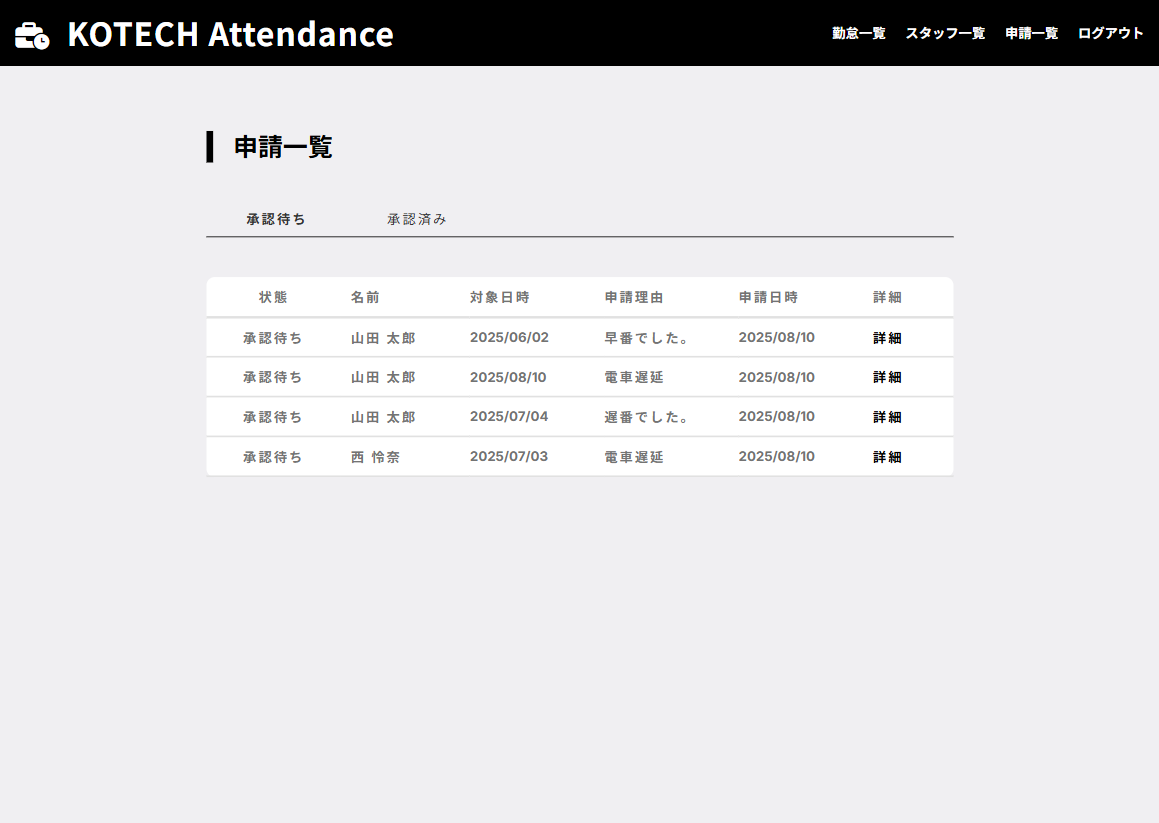 KOTECH Attendance
勤怠一覧 スタッフ一覧 申請一覧 ログアウト
申請一覧
承認待ち 承認済み
状態 名前 対象日時 申請理由 申請日時 詳細
承認待ち 山田 太郎 2025/06/02 早番でした。 2025/08/10 詳細
承認待ち 山田 太郎 2025/08/10 電車遅延 2025/08/10 詳細
承認待ち 山田 太郎 2025/07/04 遅番でした。 2025/08/10 詳細
承認待ち 西 怜奈 2025/07/03 電車遅延 2025/08/10 詳細